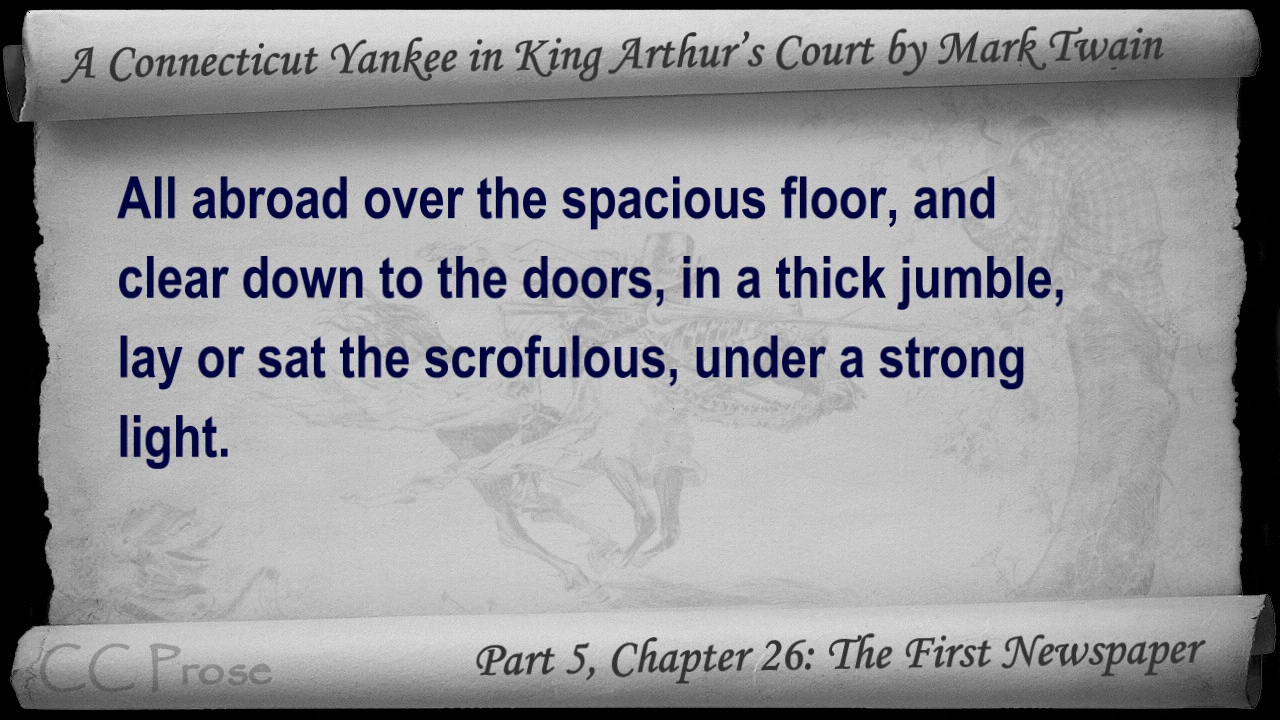 A Connecticut Yankee in King Arthur's Court by Mark Twain
All abroad over the spacious floor, and
clear down to the doors, in a thick jumble,
lay or sat the scrofulous, under a strong
light.
CC Prose
Part 5, Chapter 26: The First Newspaper